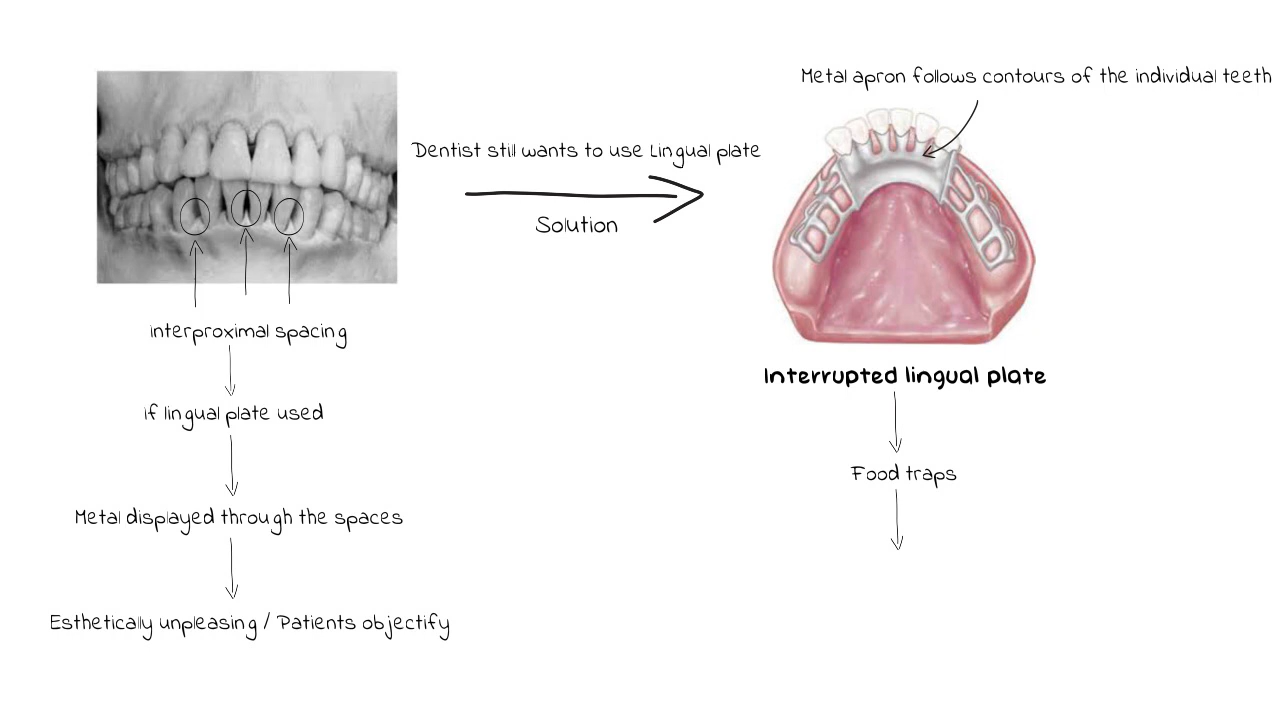 Metal apron follows contours of the individual teeth
Dentist still wants to use Lingual plate
Solution
interproximal spacing
Interrupted lingual plate
if lingual plate used
Food traps
Metal displayed through the spaces
Esthetically unpleasing / Patients objectify